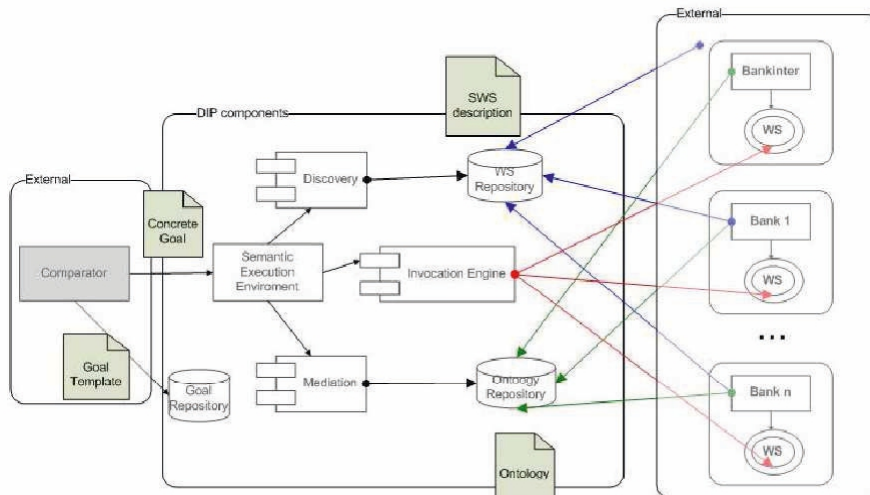 External
Bankinter
WS
SWS
description
DIP components
Discovery
WS
Repository
External
Concrete
Goal
Comparator
Semantic
Execution
Enviroment
Invocation Engine
Bank 1
WS
...
Goal
Template
Goal
Repository
Mediation
Ontology
Repository
Bank n
WS
Ontology